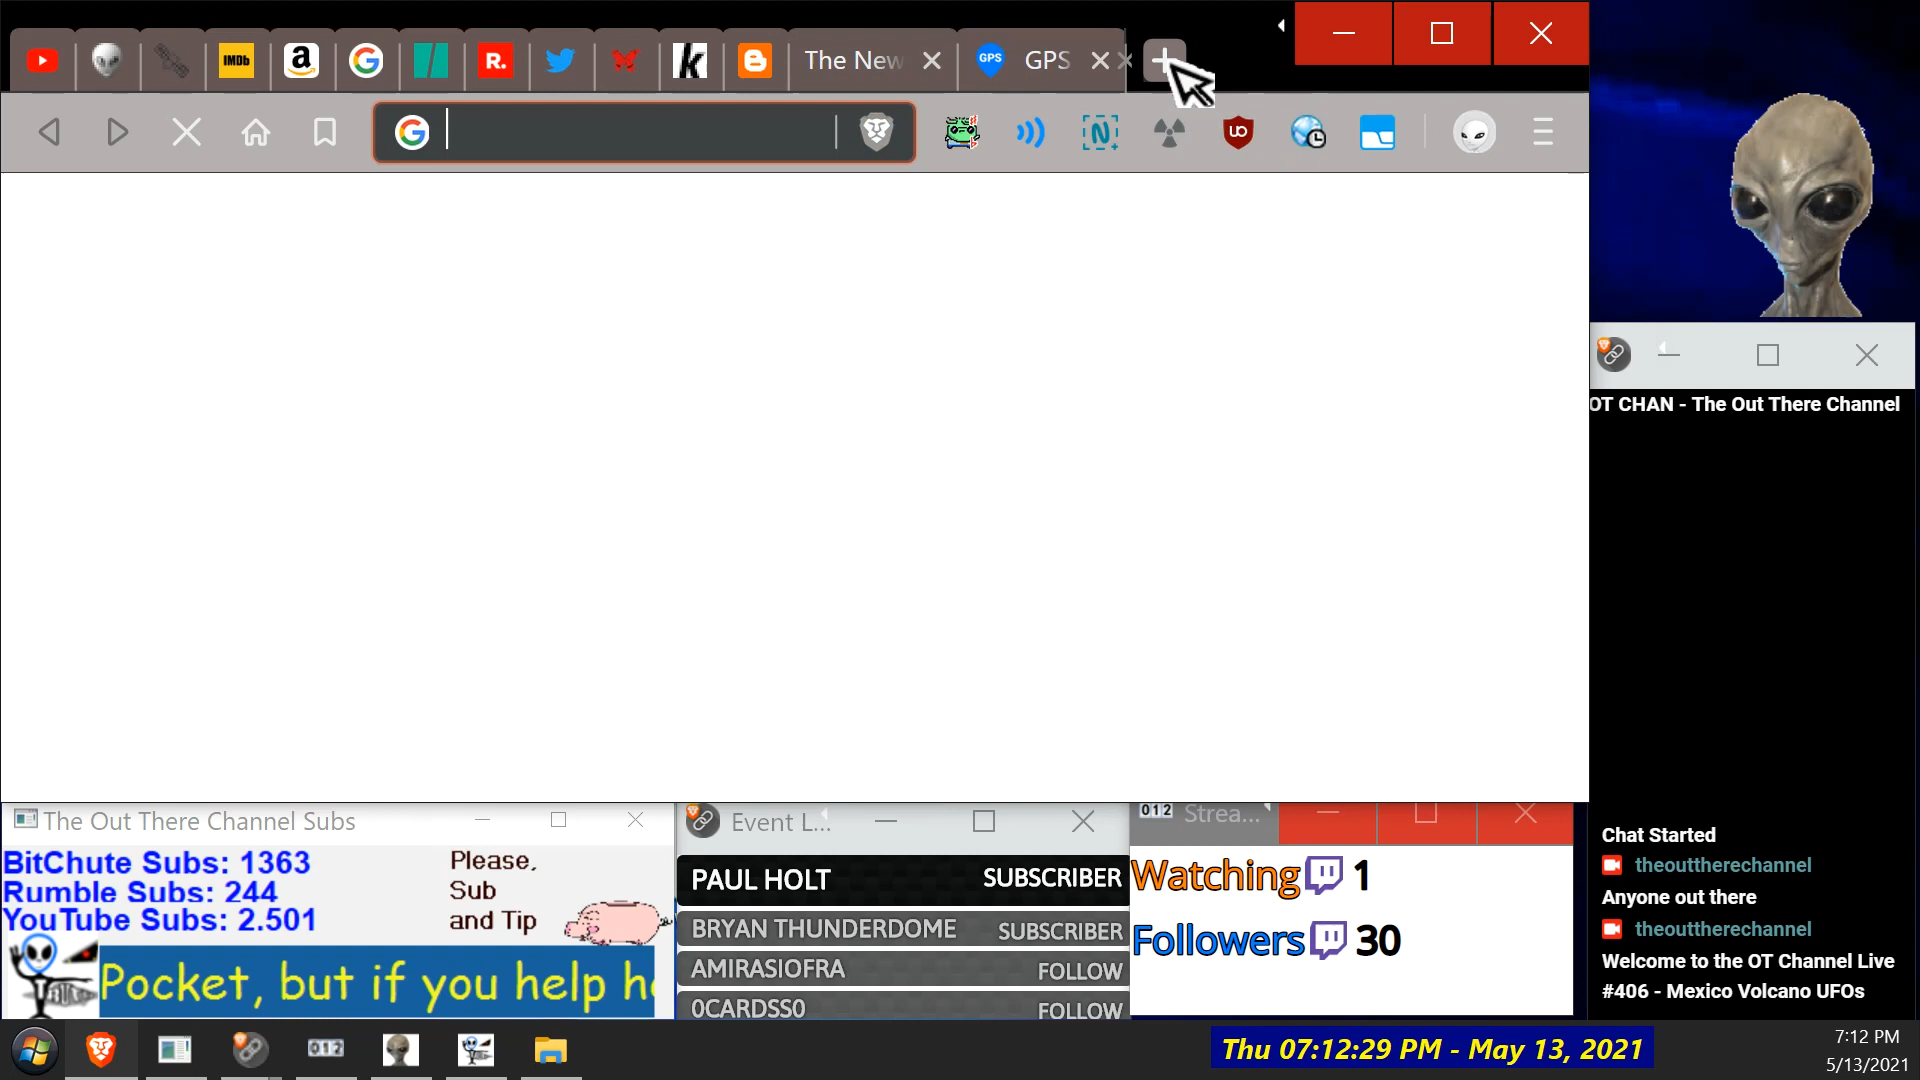 IMDb
a
G
R.
k
B
The New
GPS
GPS
G
N
UO
OT CHAN - The Out There Channel
The Out There Channel Subs
BitChute Subs: 1363
Rumble Subs: 244
YouTube Subs: 2.501
Please,
Sub
and Tip
Pocket, but if you help
Event L...
PAUL HOLT SUBSCRIBER
BRYAN THUNDERDOME SUBSCRIBER
AMIRASIOFRA FOLLOW
0CARDSS0 FOLLOW
012
Strea...
Watching 1
Followers 30
Chat Started
theouttherechannel
Anyone out there
theouttherechannel
Welcome to the OT Channel Live
#406 - Mexico Volcano UFOs
012
Thu 07:12:29 PM - May 13, 2021
7:12 PM
5/13/2021